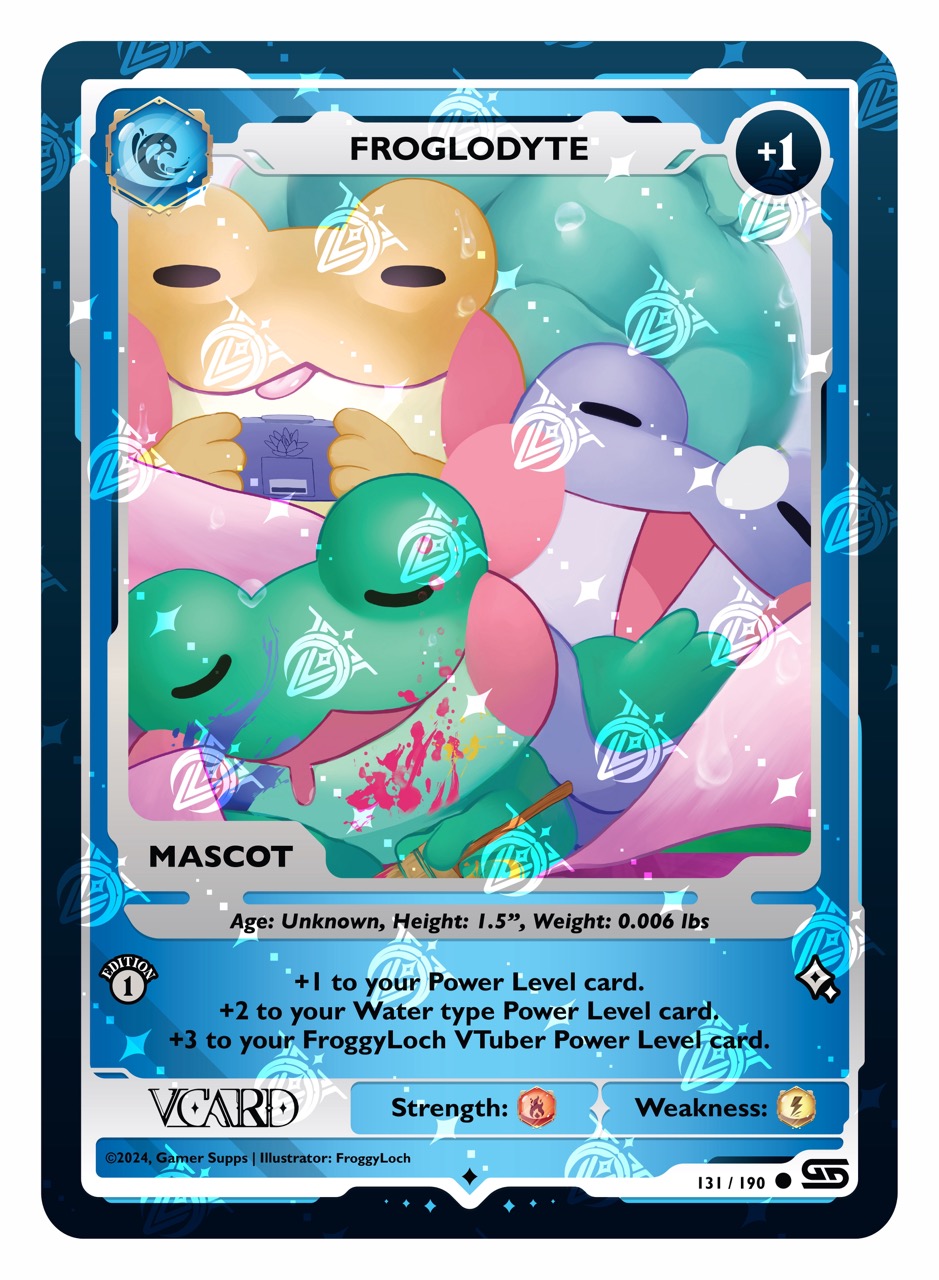 FROGLODYTE
+1
MASCOT
Age: Unknown, Height: 1.5”, Weight: 0.006 lbs
EDITION
1
+1 to your Power Level card.
+2 to your Water type Power Level card.
+3 to your FroggyLoch VTuber Power Level card.
VCARD
Strength:
Weakness:
©2024, Gamer Supps | Illustrator: FroggyLoch
131 / 190